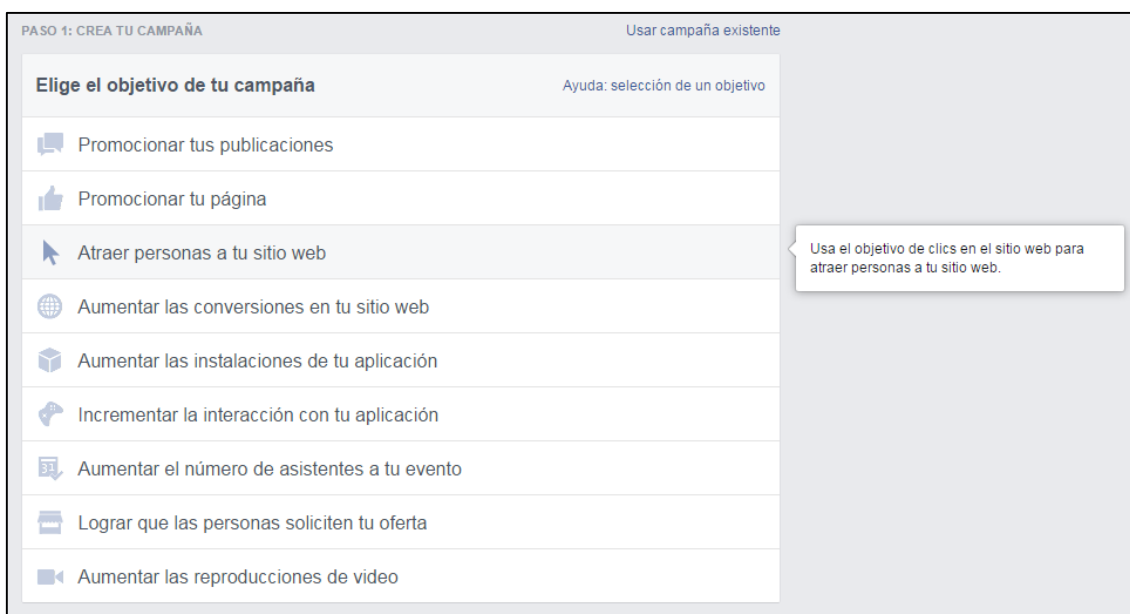 PASO 1: CREA TU CAMPAÑA
Usar campaña existente
Elige el objetivo de tu campaña
Ayuda: selección de un objetivo
Promocionar tus publicaciones
Promocionar tu página
Atraer personas a tu sitio web
Usa el objetivo de clics en el sitio web para
atraer personas a tu sitio web.
Aumentar las conversiones en tu sitio web
Aumentar las instalaciones de tu aplicación
Incrementar la interacción con tu aplicación
31
Aumentar el número de asistentes a tu evento
Lograr que las personas soliciten tu oferta
Aumentar las reproducciones de video